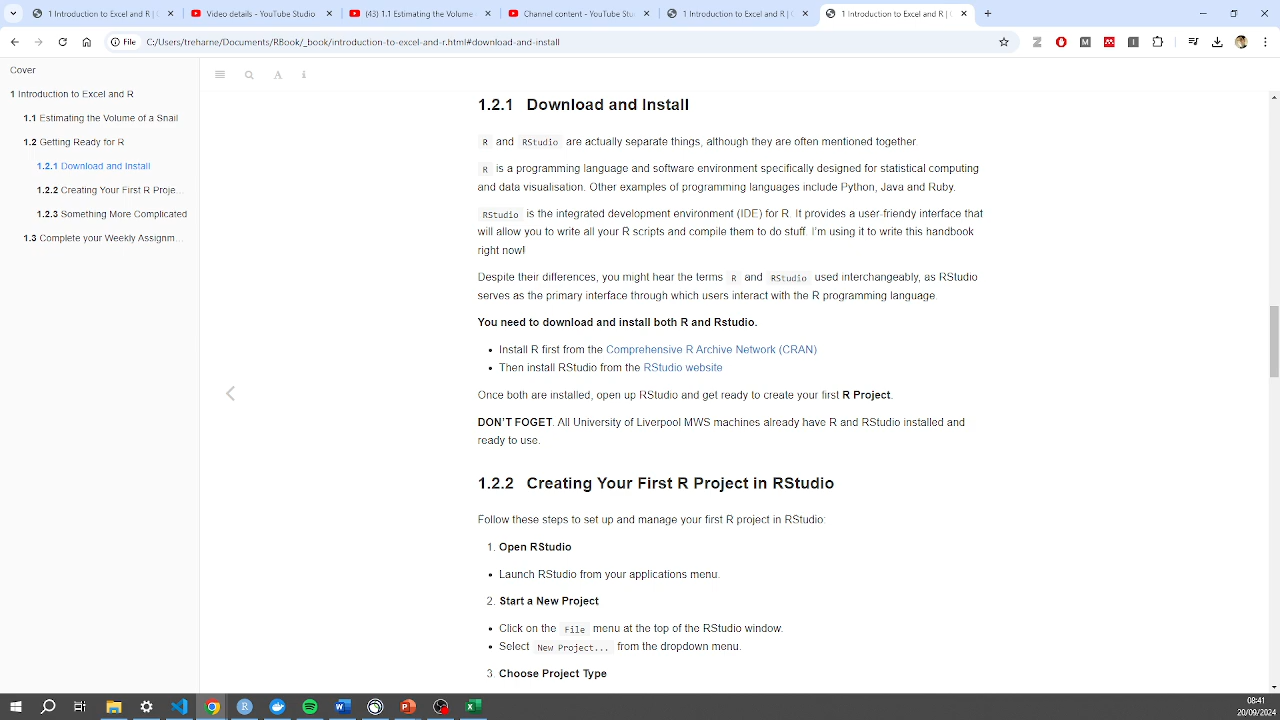 1 Introduction to Excel and R | C
Video details - YouTube Studio
(43) 1.1 Estimating the Volume
Channel content - YouTube Stu
1 Introduction to Excel and R | C
1 Introduction to Excel and R | C
File
C:/Users/treharne/Documents/RBook/_book/introduction-to-excel-and-r.html#download-and-install
Cover
1 Introduction to Excel and R
1.1 Estimating the Volume of a Snail
1.2 Getting Ready for R
1.2.1 Download and Install
1.2.2 Creating Your First R Proje...
1.2.3 Something More Complicated
1.3 Complete your Weekly Assignm...
1.2.1 Download and Install
R and RStudio are actually separate things, although they are often mentioned together.
R is a programming language and software environment specifically designed for statistical computing
and data visualisation. Other examples of programming languages include Python, Java and Ruby.
RStudio is the integrated development environment (IDE) for R. It provides a user-friendly interface that
will allow you to write all your R scripts and compile them to do stuff. I'm using it to write this handbook
right now!
Despite their differences, you might hear the terms R and RStudio used interchangeably, as RStudio
serves as the primary interface through which users interact with the R programming language.
You need to download and install both R and Rstudio.
• Install R first from the Comprehensive R Archive Network (CRAN)
• Then install RStudio from the RStudio website
Once both are installed, open up RStudio and get ready to create your first R Project.
DON'T FOGET. All University of Liverpool MWS machines already have R and RStudio installed and
ready to use.
1.2.2 Creating Your First R Project in RStudio
Follow these steps to set up and manage your first R project in RStudio:
1. Open RStudio
• Launch RStudio from your applications menu.
2. Start a New Project
• Click on the File menu at the top of the RStudio window.
• Select New Project... from the dropdown menu.
3. Choose Project Type
08:41
20/09/2024